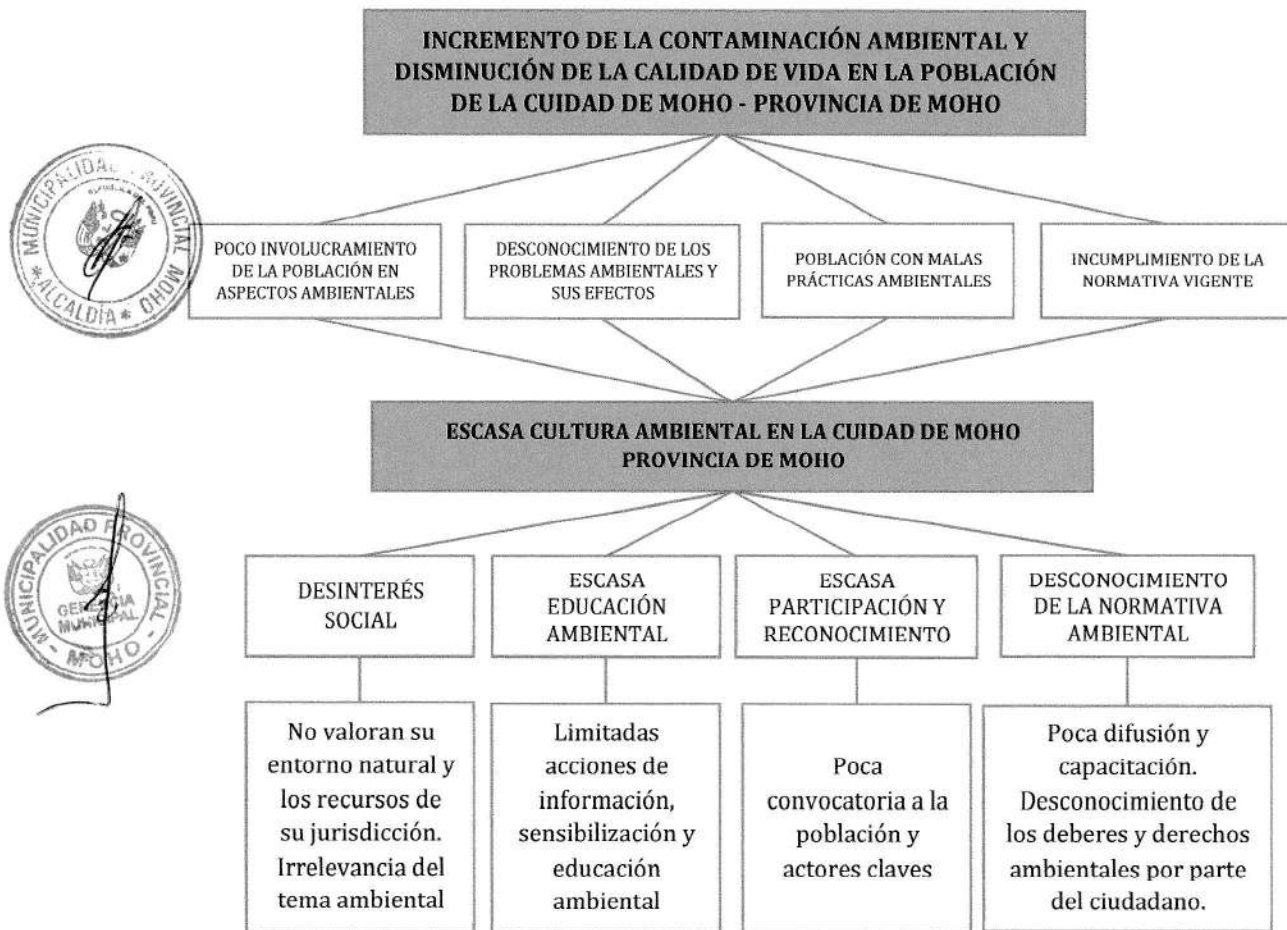 INCREMENTO DE LA CONTAMINACIÓN AMBIENTAL Y
DISMINUCIÓN DE LA CALIDAD DE VIDA EN LA POBLACIÓN
DE LA CUIDAD DE MOHO - PROVINCIA DE MOHO
MUNICIPALIDAD PROVINCIAL MOHO
* ALCALDÍA *
POCO INVOLUCRAMIENTO
DE LA POBLACIÓN EN
ASPECTOS AMBIENTALES
DESCONOCIMIENTO DE LOS
PROBLEMAS AMBIENTALES Y
SUS EFECTOS
POBLACIÓN CON MALAS
PRÁCTICAS AMBIENTALES
INCUMPLIMIENTO DE LA
NORMATIVA VIGENTE
ESCASA CULTURA AMBIENTAL EN LA CUIDAD DE MOHO
PROVINCIA DE MOHO
MUNICIPALIDAD PROVINCIAL
- MOHO -
GERENCIA
MUNICIPAL
DESINTERÉS
SOCIAL
ESCASA
EDUCACIÓN
AMBIENTAL
ESCASA
PARTICIPACIÓN Y
RECONOCIMIENTO
DESCONOCIMIENTO
DE LA NORMATIVA
AMBIENTAL
No valoran su
entorno natural y
los recursos de
su jurisdicción.
Irrelevancia del
tema ambiental
Limitadas
acciones de
información,
sensibilización y
educación
ambiental
Poca
convocatoria a la
población y
actores claves
Poca difusión y
capacitación.
Desconocimiento de
los deberes y derechos
ambientales por parte
del ciudadano.